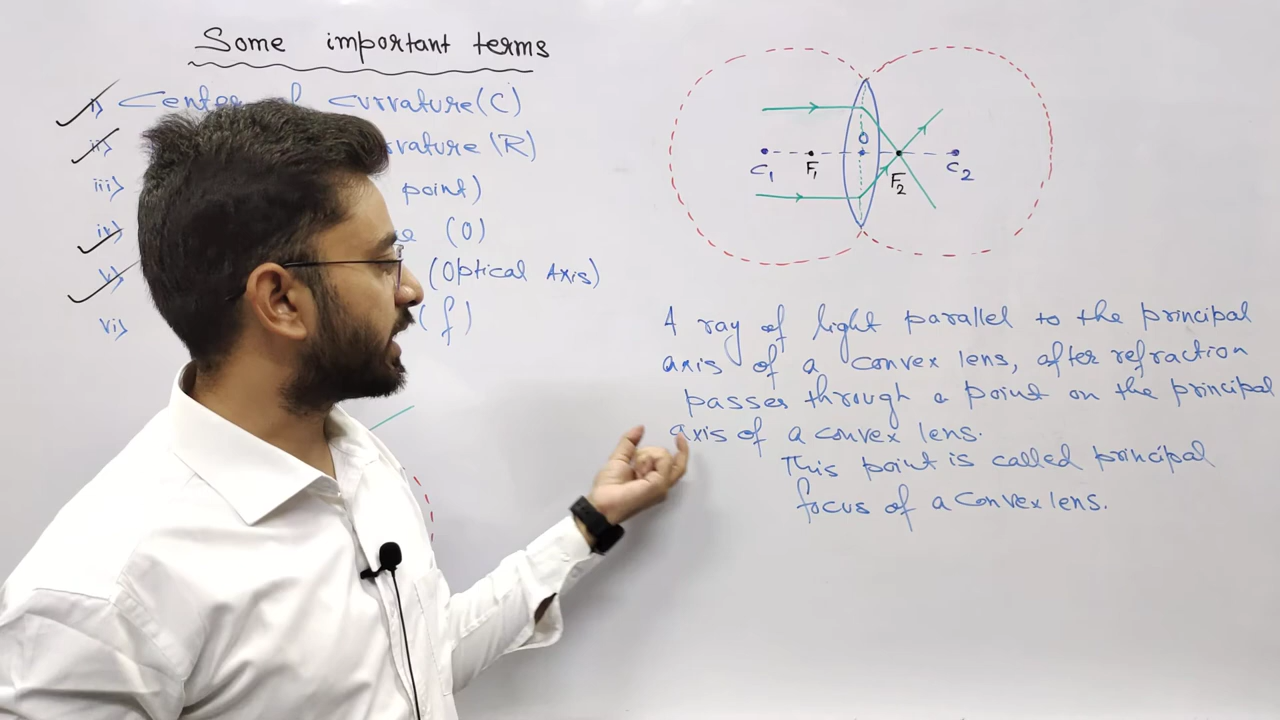 Some important terms
i) Center of Curvature (C)
ii) vature (R)
iii) point)
iv) e (O)
v) (Optical Axis)
vi) (f)
O
C1 F1 F2 C2
A ray of light parallel to the principal
axis of a convex lens, after refraction
passes through a point on the principal
axis of a convex lens.
This point is called principal
focus of a convex lens.